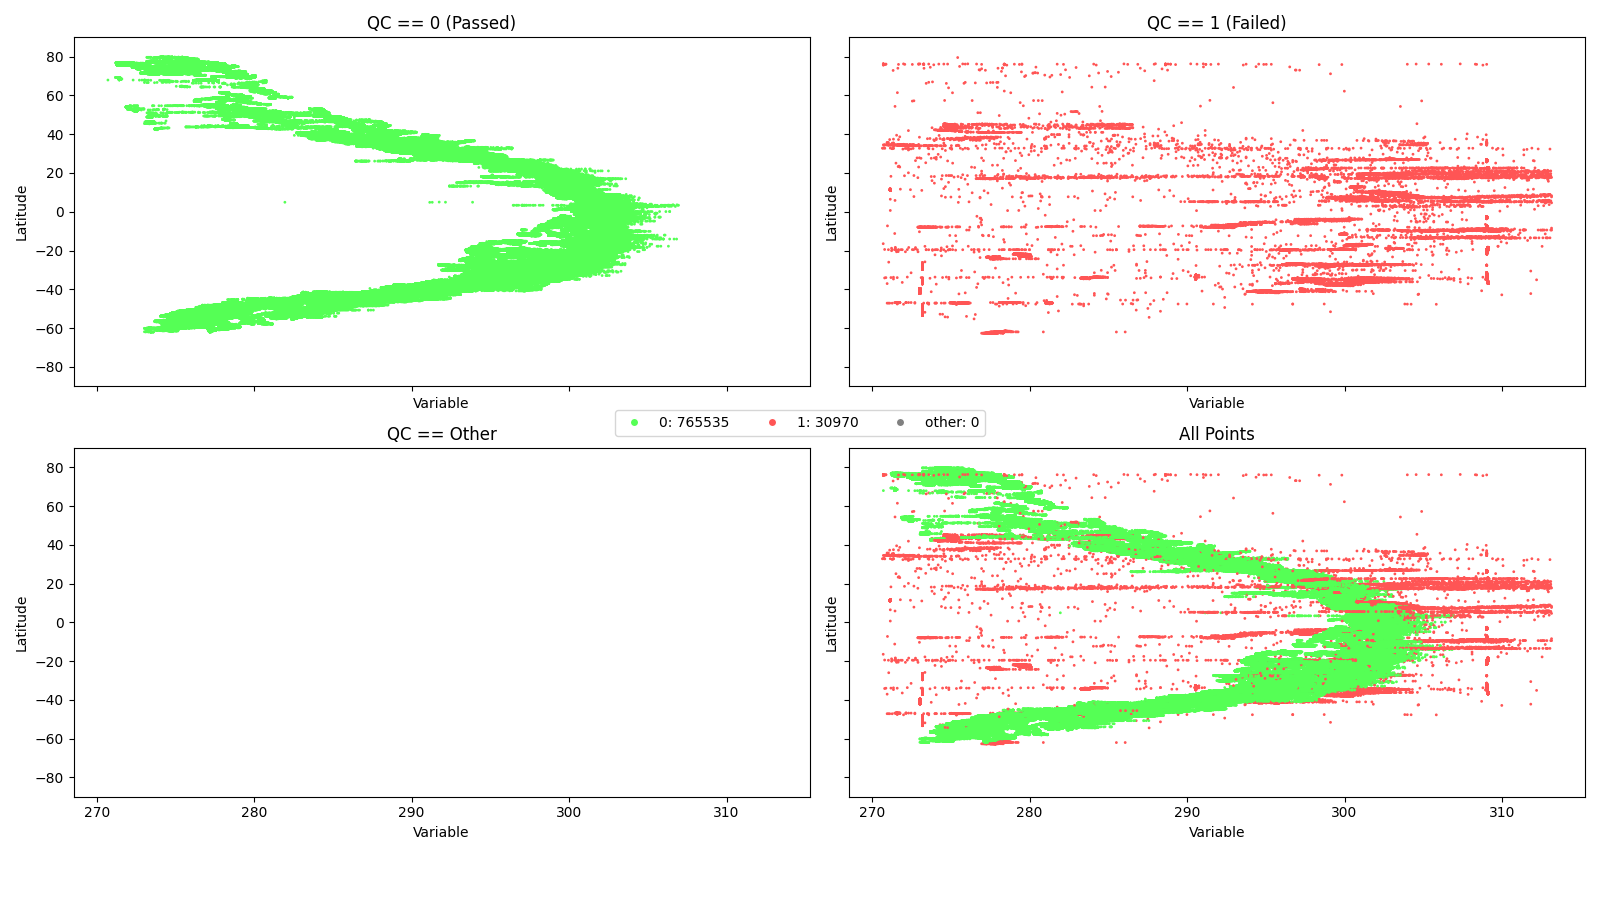 QC == 0 (Passed)
QC == 1 (Failed)
80
60
40
20
0
−20
−40
−60
−80
Latitude
Latitude
Variable
Variable
0: 765535
1: 30970
other: 0
QC == Other
All Points
80
60
40
20
0
−20
−40
−60
−80
Latitude
Latitude
270
280
290
300
310
270
280
290
300
310
Variable
Variable